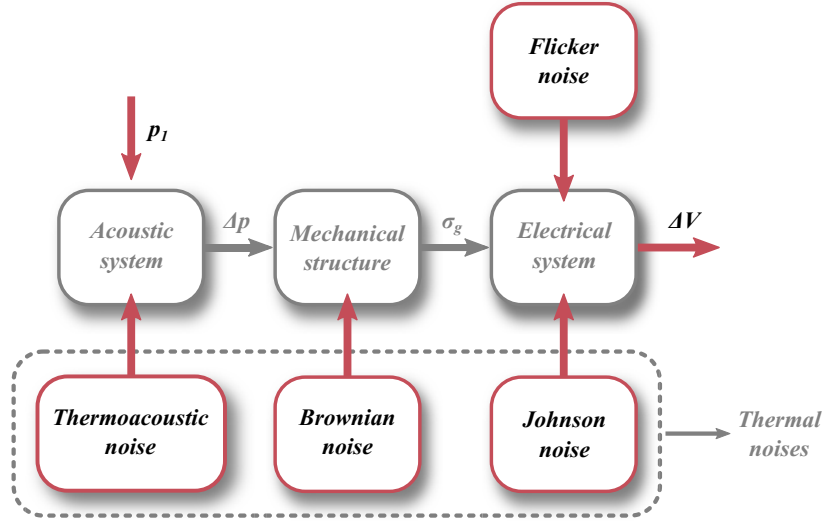 Flicker
noise
p₁
Acoustic
system
Δp
Mechanical
structure
σg
Electrical
system
ΔV
Thermoacoustic
noise
Brownian
noise
Johnson
noise
Thermal
noises